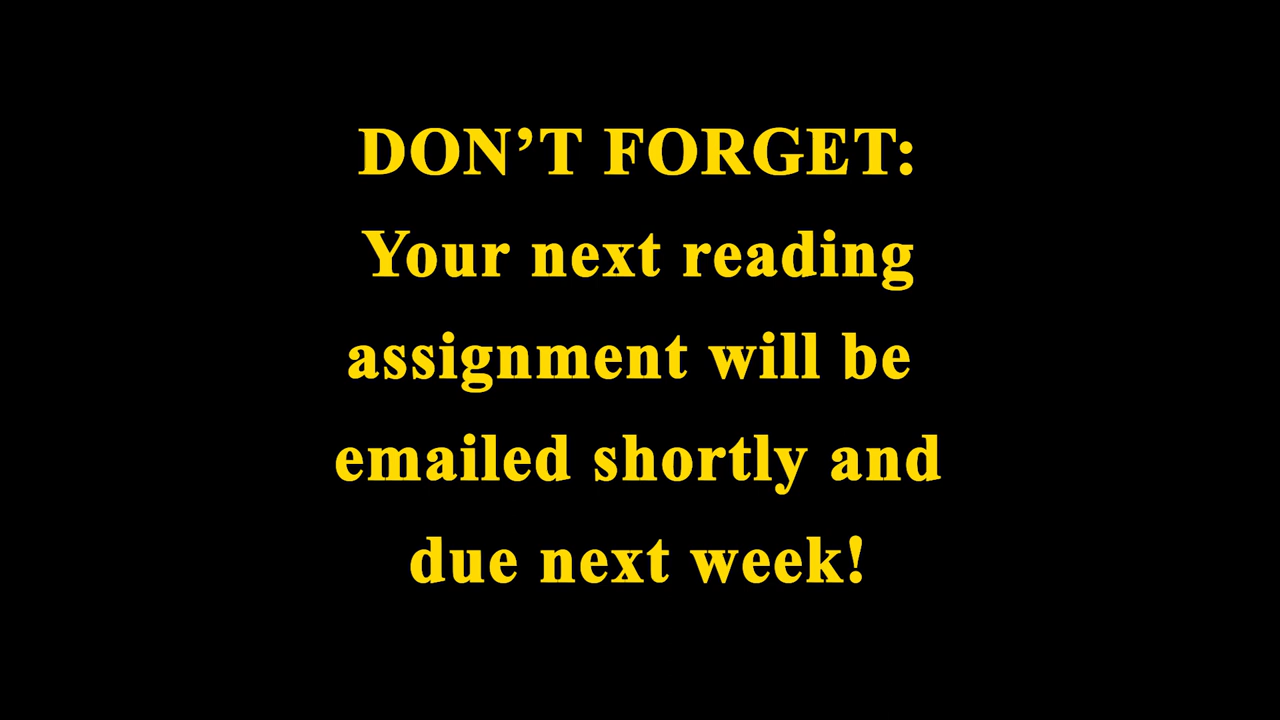 DON’T FORGET:
Your next reading
assignment will be
emailed shortly and
due next week!